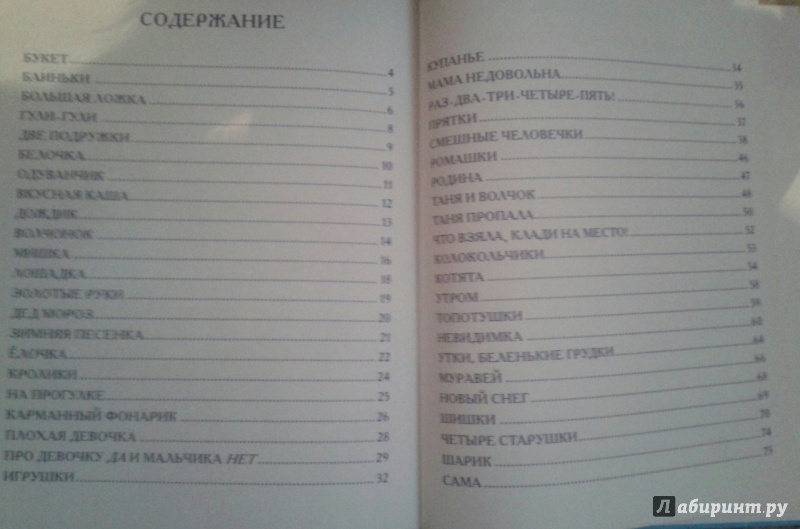 СОДЕРЖАНИЕ
БУКЕТ 4
БАИНЬКИ 5
БОЛЬШАЯ ЛОЖКА 6
ГУЛИ-ГУЛИ 8
ДВЕ ПОДРУЖКИ 9
БЕЛОЧКА 10
ОДУВАНЧИК 11
ВКУСНАЯ КАША 12
ДОЖДИК 13
ВОЛЧОНОК 14
МИШКА 16
ЛОШАДКА 18
ЗОЛОТЫЕ РУКИ 19
ДЕД МОРОЗ 20
ЗИМНЯЯ ПЕСЕНКА 21
ЁЛОЧКА 22
КРОЛИКИ 24
НА ПРОГУЛКЕ 25
КАРМАННЫЙ ФОНАРИК 26
ПЛОХАЯ ДЕВОЧКА 28
ПРО ДЕВОЧКУ ДА И МАЛЬЧИКА НЕТ 29
ИГРУШКИ 32
КУПАНЬЕ 34
МАМА НЕДОВОЛЬНА 35
РАЗ-ДВА-ТРИ-ЧЕТЫРЕ-ПЯТЬ! 36
ПРЯТКИ 37
СМЕШНЫЕ ЧЕЛОВЕЧКИ 38
РОМАШКИ 46
РОДИНА 47
ТАНЯ И ВОЛЧОК 48
ТАНЯ ПРОПАЛА 50
ЧТО ВЗЯЛА, КЛАДИ НА МЕСТО! 52
КОЛОКОЛЬЧИКИ 53
КОТЯТА 54
УТРОМ 58
ТОПОТУШКИ 59
НЕВИДИМКА 60
УТКИ, БЕЛЕНЬКИЕ ГРУДКИ 64
МУРАВЕЙ 66
НОВЫЙ СНЕГ 68
ШИШКИ 69
ЧЕТЫРЕ СТАРУШКИ 70
ШАРИК 74
САМА 75
Лабиринт.ру